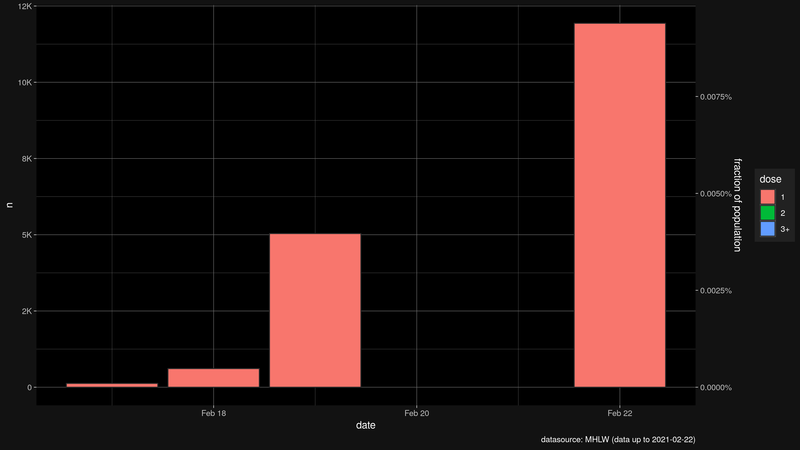 12K
10K
8K
5K
2K
0
n
0.0075%
0.0050%
0.0025%
0.0000%
fraction of population
dose
1
2
3+
Feb 18
Feb 20
Feb 22
date
datasource: MHLW (data up to 2021-02-22)